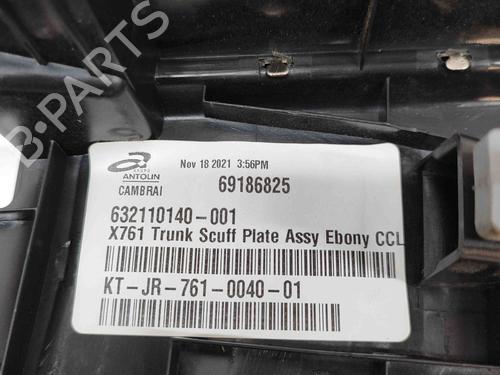 B-PARTS
GRUPO
ANTOLIN
CAMBRAI
Nov 18 2021 3:56PM
69186825
632110140-001
X761 Trunk Scuff Plate Assy Ebony CCL
KT-JR-761-0040-01